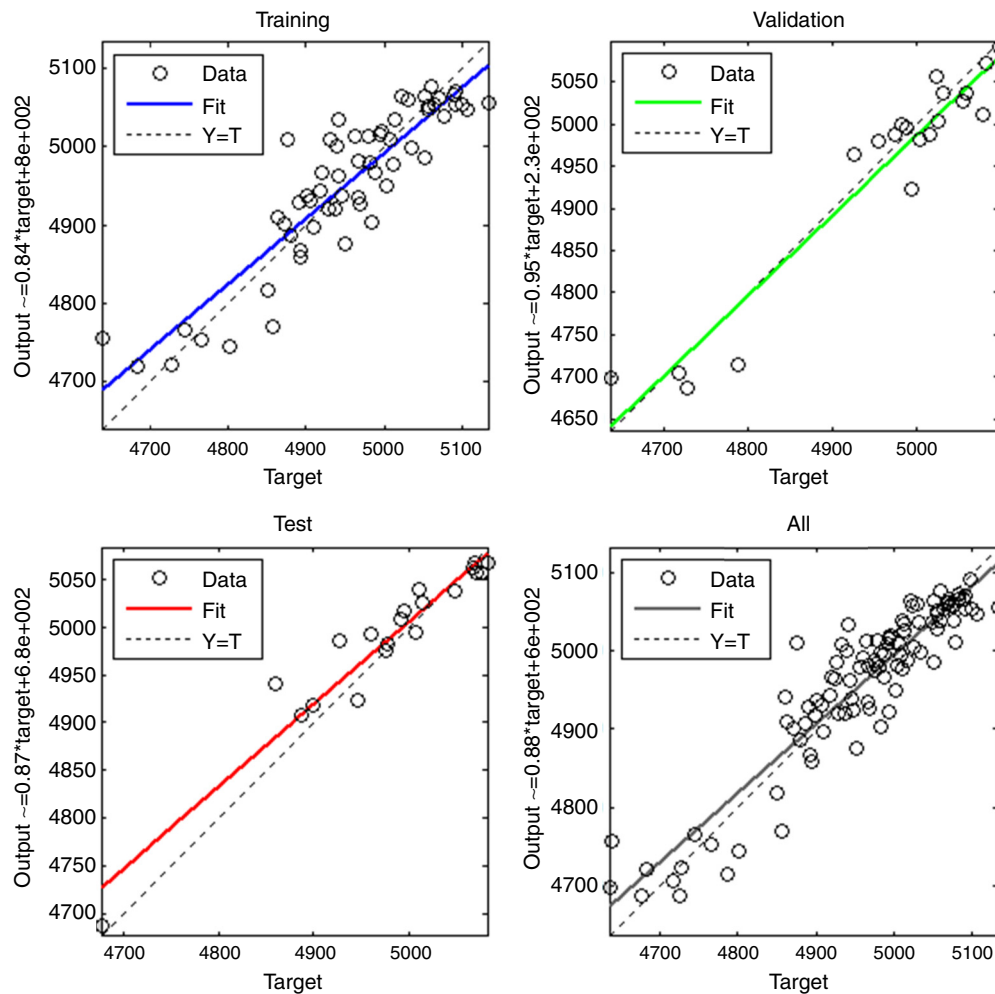 Training
Output ~=0.84*target+8e+002
5100
5000
4900
4800
4700
Data
Fit
Y=T
4700 4800 4900 5000 5100
Target
Validation
Output ~=0.95*target+2.3e+002
5050
5000
4950
4900
4850
4800
4750
4700
4650
Data
Fit
Y=T
4700 4800 4900 5000
Target
Test
Output ~=0.87*target+6.8e+002
5050
5000
4950
4900
4850
4800
4750
4700
Data
Fit
Y=T
4700 4800 4900 5000
Target
All
Output ~=0.88*target+6e+002
5100
5000
4900
4800
4700
Data
Fit
Y=T
4700 4800 4900 5000 5100
Target